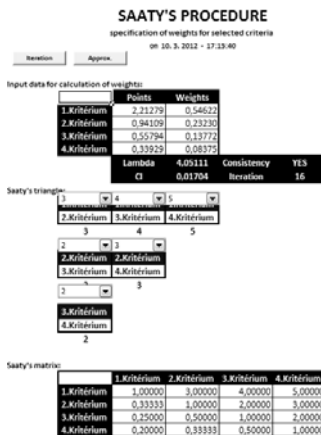 SAATY'S PROCEDURE
specification of weights for selected criteria
on 10. 3. 2012 - 17:13:40
Iteration Approx.
Input data for calculation of weights:
Points Weights
1.Kritérium 2,21279 0,54622
2.Kritérium 0,94109 0,23230
3.Kritérium 0,55794 0,13772
4.Kritérium 0,33929 0,08375
Lambda 4,05111 Consistency YES
CI 0,01704 Iteration 16
Saaty's triangle:
3 4 5
2.Kritérium 3.Kritérium 4.Kritérium
3 4 5
2 3
2.Kritérium 2.Kritérium
3.Kritérium 4.Kritérium
3
2
3.Kritérium
4.Kritérium
2
Saaty's matrix:
1.Kritérium 2.Kritérium 3.Kritérium 4.Kritérium
1.Kritérium 1,00000 3,00000 4,00000 5,00000
2.Kritérium 0,33333 1,00000 2,00000 3,00000
3.Kritérium 0,25000 0,50000 1,00000 2,00000
4.Kritérium 0,20000 0,33333 0,50000 1,00000